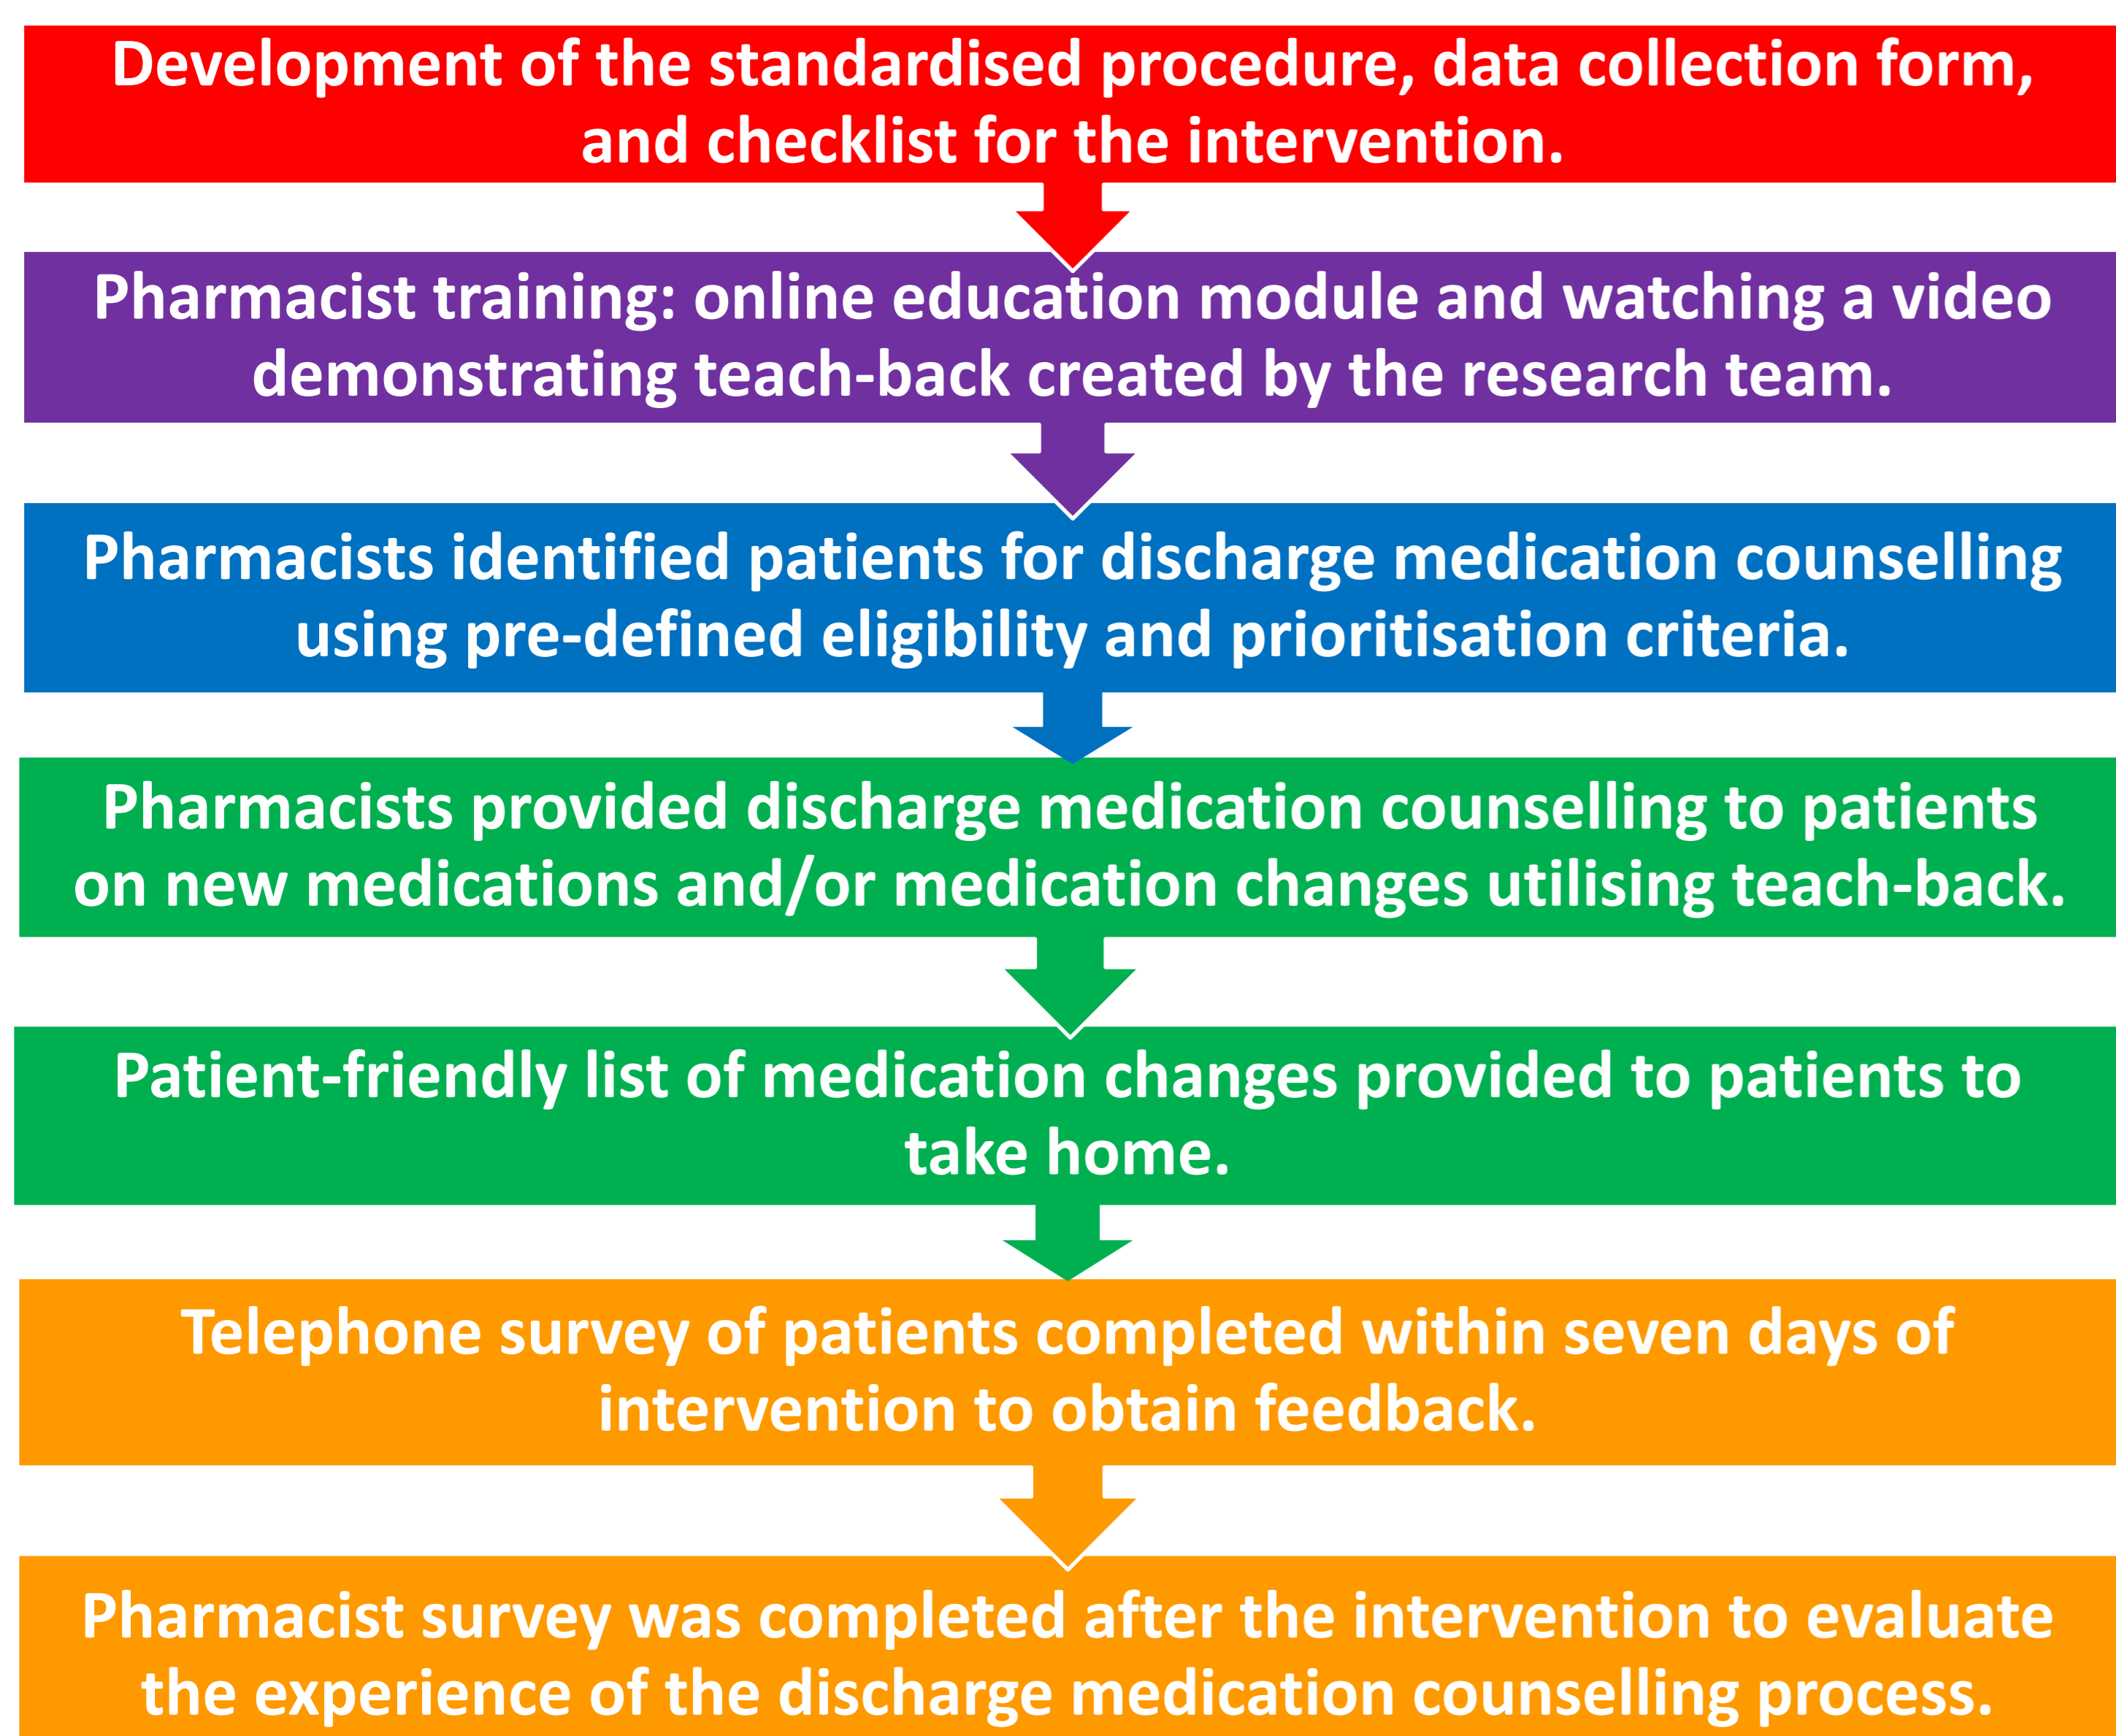 Development of the standardised procedure, data collection form,
and checklist for the intervention.
Pharmacist training: online education module and watching a video
demonstrating teach-back created by the research team.
Pharmacists identified patients for discharge medication counselling
using pre-defined eligibility and prioritisation criteria.
Pharmacists provided discharge medication counselling to patients
on new medications and/or medication changes utilising teach-back.
Patient-friendly list of medication changes provided to patients to
take home.
Telephone survey of patients completed within seven days of
intervention to obtain feedback.
Pharmacist survey was completed after the intervention to evaluate
the experience of the discharge medication counselling process.